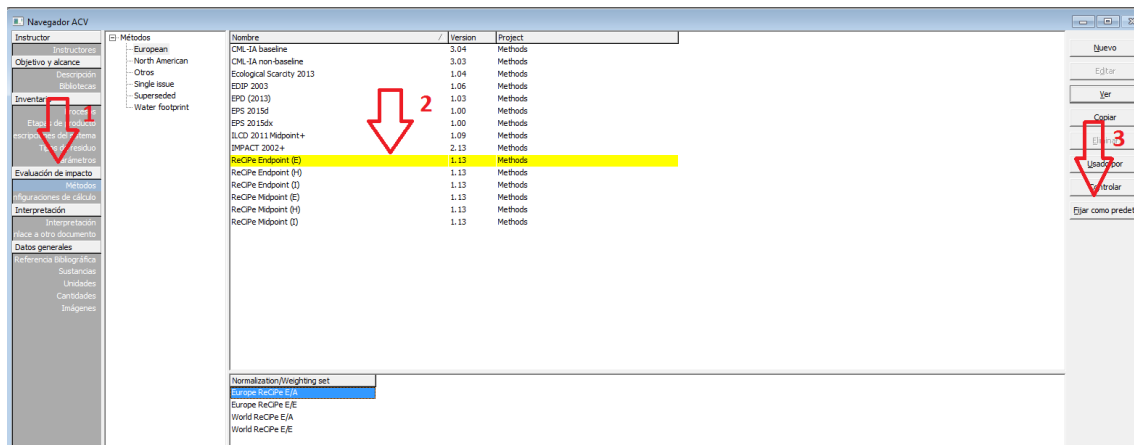 Navegador ACV
Instructor
Instructores
Objetivo y alcance
Descripción
Bibliotecas
Inventario
Procesos
Etapas de producto
escripciones del sistema
Tipos de residuo
Parámetros
Evaluación de impacto
Métodos
nfiguraciones de cálculo
Interpretación
Interpretación
nlace a otro documento
Datos generales
Referencia Bibliográfica
Sustancias
Unidades
Cantidades
Imágenes
1
Métodos
European
North American
Otros
Single issue
Superseded
Water footprint
Nombre / Version Project
CML-IA baseline 3.04 Methods
CML-IA non-baseline 3.03 Methods
Ecological Scarcity 2013 1.04 Methods
EDIP 2003 1.06 Methods
EPD (2013) 1.03 Methods
EPS 2015d 1.00 Methods
EPS 2015dx 1.00 Methods
ILCD 2011 Midpoint+ 1.09 Methods
IMPACT 2002+ 2.13 Methods
ReCiPe Endpoint (E) 1.13 Methods
ReCiPe Endpoint (H) 1.13 Methods
ReCiPe Endpoint (I) 1.13 Methods
ReCiPe Midpoint (E) 1.13 Methods
ReCiPe Midpoint (H) 1.13 Methods
ReCiPe Midpoint (I) 1.13 Methods
2
Normalization/Weighting set
Europe ReCiPe E/A
Europe ReCiPe E/E
World ReCiPe E/A
World ReCiPe E/E
Nuevo
Editar
Ver
Copiar
Eliminar
Usado por
Controlar
Fijar como predet
3